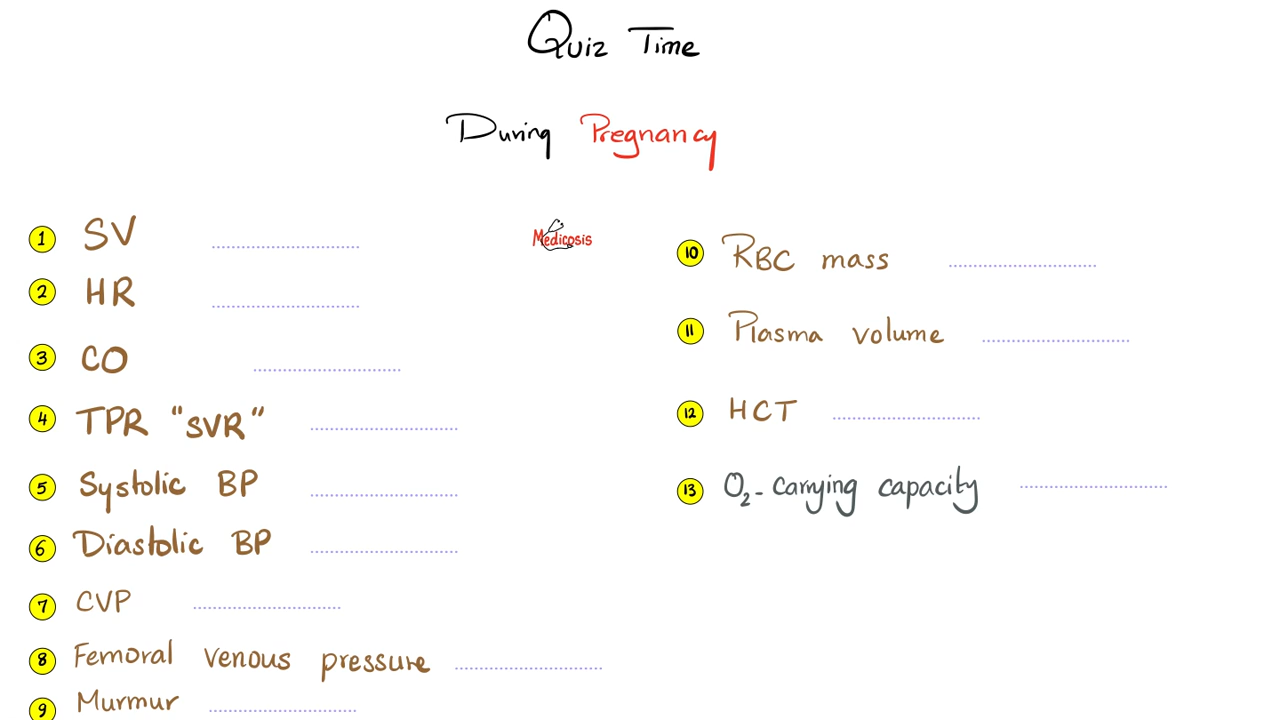 Quiz Time
During Pregnancy
Medicosis
1 SV ....................
2 HR ....................
3 CO ....................
4 TPR "SVR" ....................
5 Systolic BP ....................
6 Diastolic BP ....................
7 CVP ....................
8 Femoral venous pressure ....................
9 Murmur ....................
10 RBC mass ....................
11 Plasma volume ....................
12 HCT ....................
13 O₂- Carrying capacity ....................